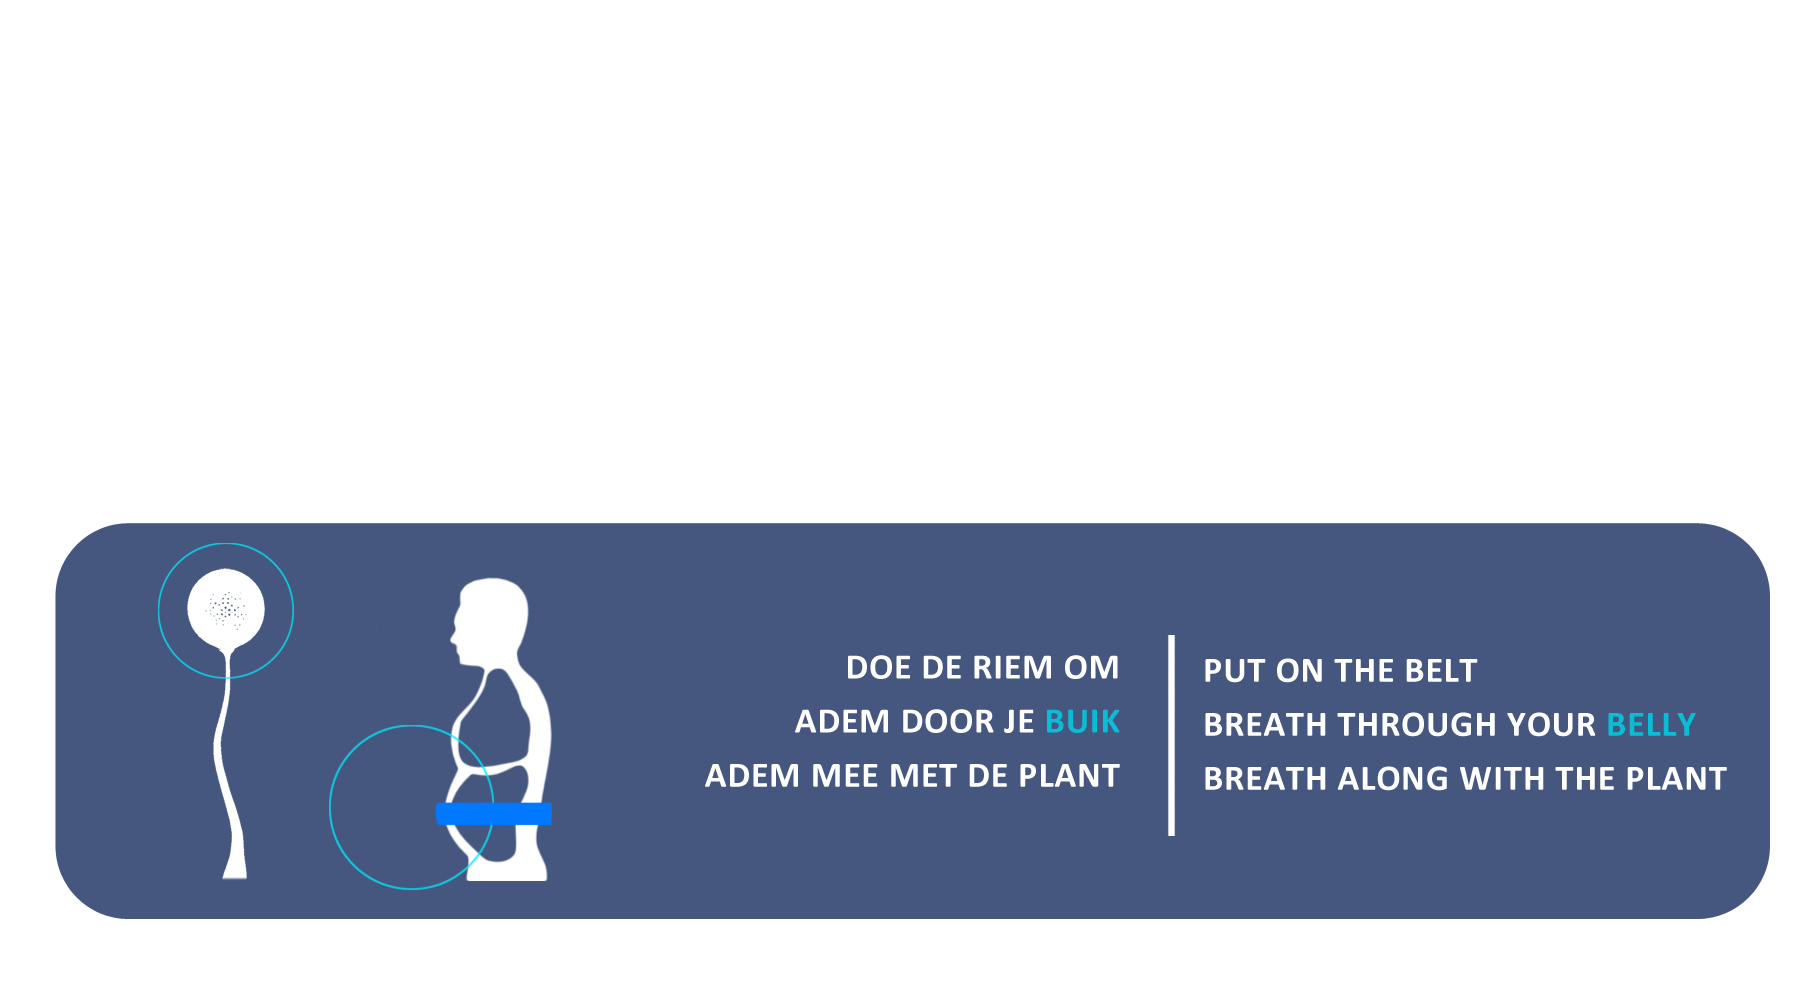 DOE DE RIEM OM
ADEM DOOR JE BUIK
ADEM MEE MET DE PLANT
PUT ON THE BELT
BREATH THROUGH YOUR BELLY
BREATH ALONG WITH THE PLANT